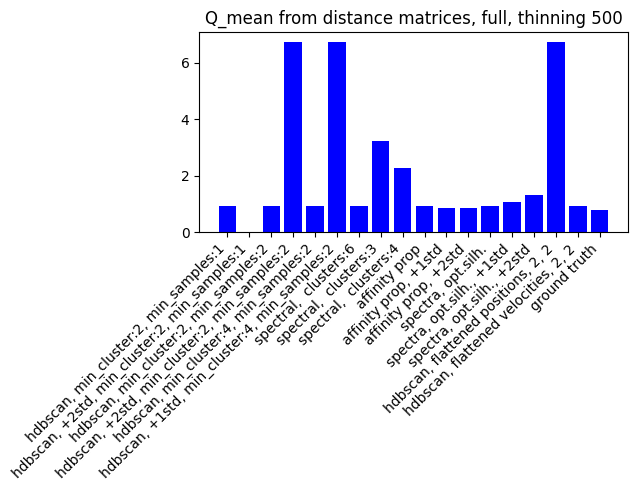 Q_mean from distance matrices, full, thinning 500
6
4
2
0
hdbscan, min_cluster:2, min_samples:1
hdbscan, +2std, min_cluster:2, min_samples:1
hdbscan, min_cluster:2, min_samples:2
hdbscan, +2std, min_cluster:2, min_samples:2
hdbscan, min_cluster:4, min_samples:2
hdbscan, +1std, min_cluster:4, min_samples:2
spectral,  clusters:6
spectral,  clusters:3
spectral,  clusters:4
affinity prop
affinity prop, +1std
affinity prop, +2std
spectra, opt.silh.
spectra, opt.silh., +1std
spectra, opt.silh., +2std
hdbscan, flattened positions, 2, 2
hdbscan, flattened velocities, 2, 2
ground truth